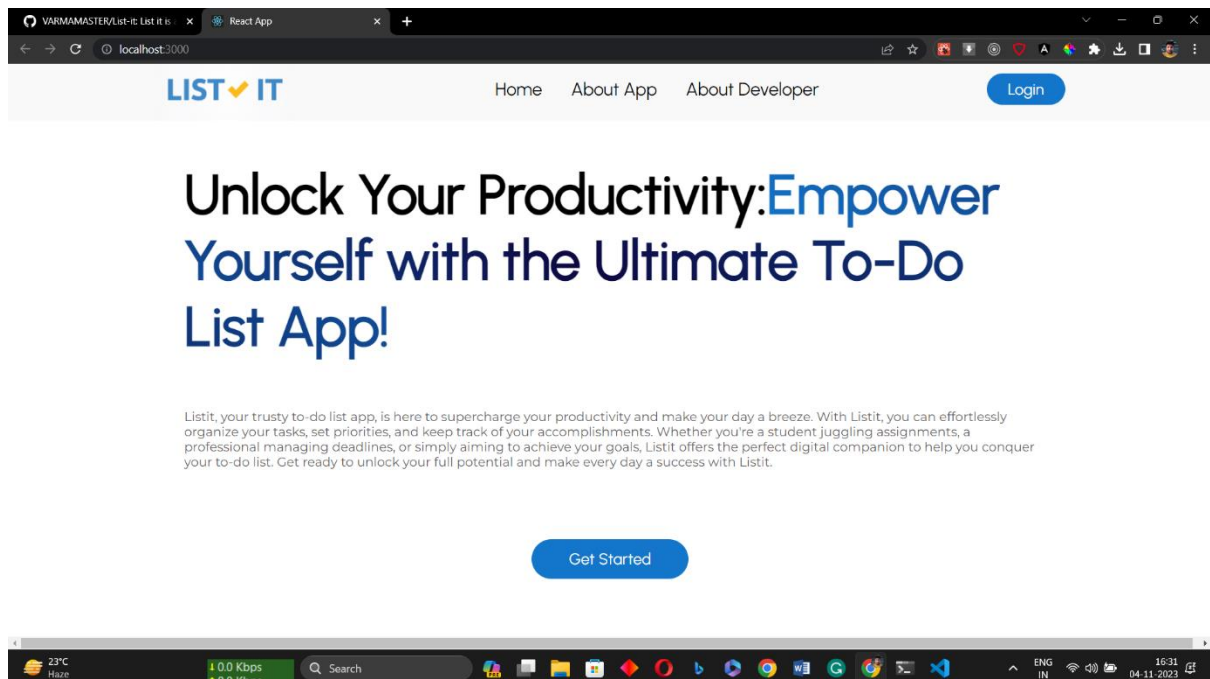 VARMAMASTER/List-it: List it is
React App
localhost:3000
LIST IT
Home
About App
About Developer
Login
Unlock Your Productivity:Empower
Yourself with the Ultimate To-Do
List App!
Listit, your trusty to-do list app, is here to supercharge your productivity and make your day a breeze. With Listit, you can effortlessly
organize your tasks, set priorities, and keep track of your accomplishments. Whether you're a student juggling assignments, a
professional managing deadlines, or simply aiming to achieve your goals, Listit offers the perfect digital companion to help you conquer
your to-do list. Get ready to unlock your full potential and make every day a success with Listit.
Get Started
23°C
Haze
0.0 Kbps
Search
ENG
IN
16:31
04-11-2023